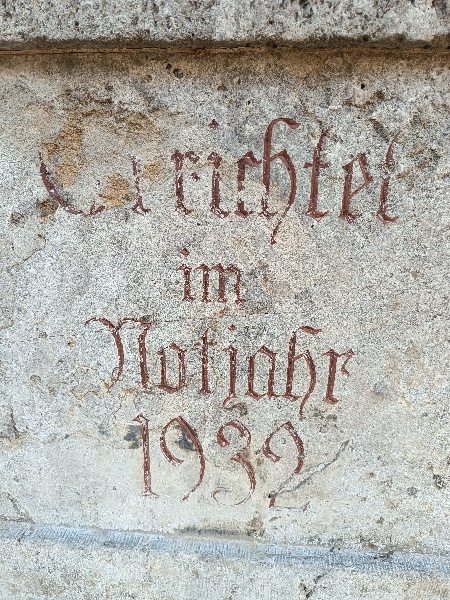 Errichtet
im
Notjahr
1932